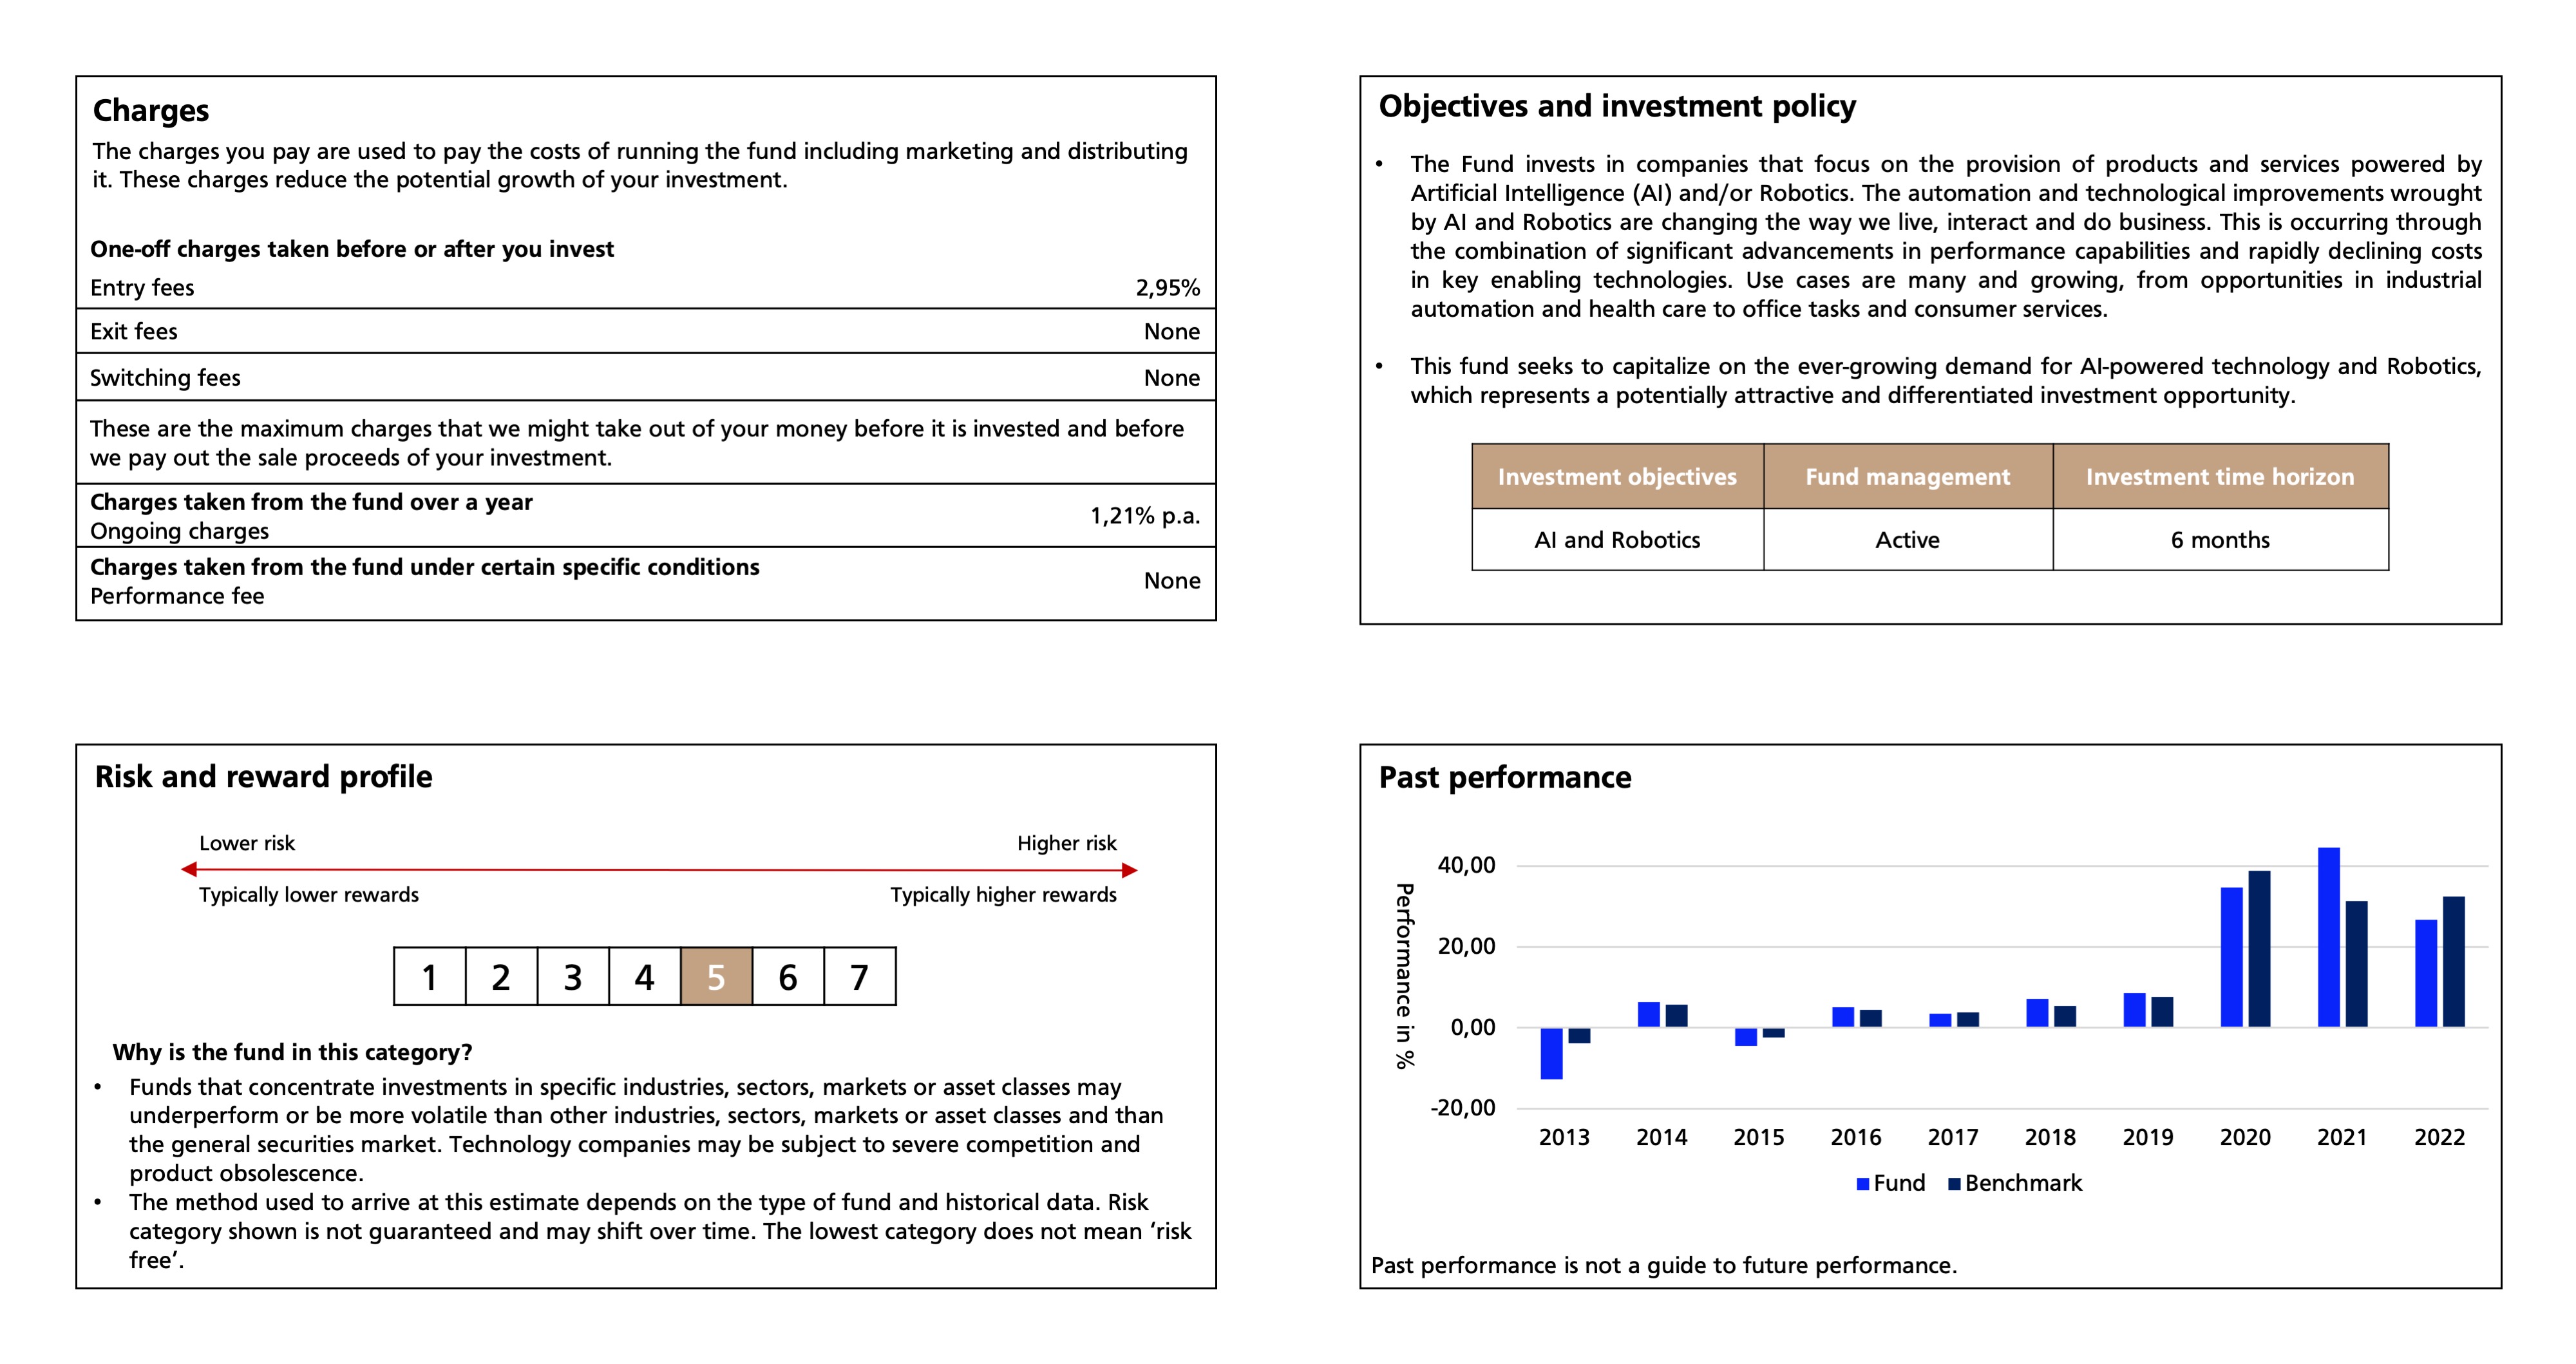 Charges
The charges you pay are used to pay the costs of running the fund including marketing and distributing
it. These charges reduce the potential growth of your investment.
One-off charges taken before or after you invest
Entry fees 2,95%
Exit fees None
Switching fees None
These are the maximum charges that we might take out of your money before it is invested and before
we pay out the sale proceeds of your investment.
Charges taken from the fund over a year
Ongoing charges 1,21% p.a.
Charges taken from the fund under certain specific conditions
Performance fee None
Objectives and investment policy
• The Fund invests in companies that focus on the provision of products and services powered by
Artificial Intelligence (AI) and/or Robotics. The automation and technological improvements wrought
by AI and Robotics are changing the way we live, interact and do business. This is occurring through
the combination of significant advancements in performance capabilities and rapidly declining costs
in key enabling technologies. Use cases are many and growing, from opportunities in industrial
automation and health care to office tasks and consumer services.
• This fund seeks to capitalize on the ever-growing demand for AI-powered technology and Robotics,
which represents a potentially attractive and differentiated investment opportunity.
Investment objectives Fund management Investment time horizon
AI and Robotics Active 6 months
Risk and reward profile
Lower risk Higher risk
Typically lower rewards Typically higher rewards
1 2 3 4 5 6 7
Why is the fund in this category?
• Funds that concentrate investments in specific industries, sectors, markets or asset classes may
underperform or be more volatile than other industries, sectors, markets or asset classes and than
the general securities market. Technology companies may be subject to severe competition and
product obsolescence.
• The method used to arrive at this estimate depends on the type of fund and historical data. Risk
category shown is not guaranteed and may shift over time. The lowest category does not mean ‘risk
free’.
Past performance
Performance in %
40,00
20,00
0,00
-20,00
2013 2014 2015 2016 2017 2018 2019 2020 2021 2022
Fund Benchmark
Past performance is not a guide to future performance.